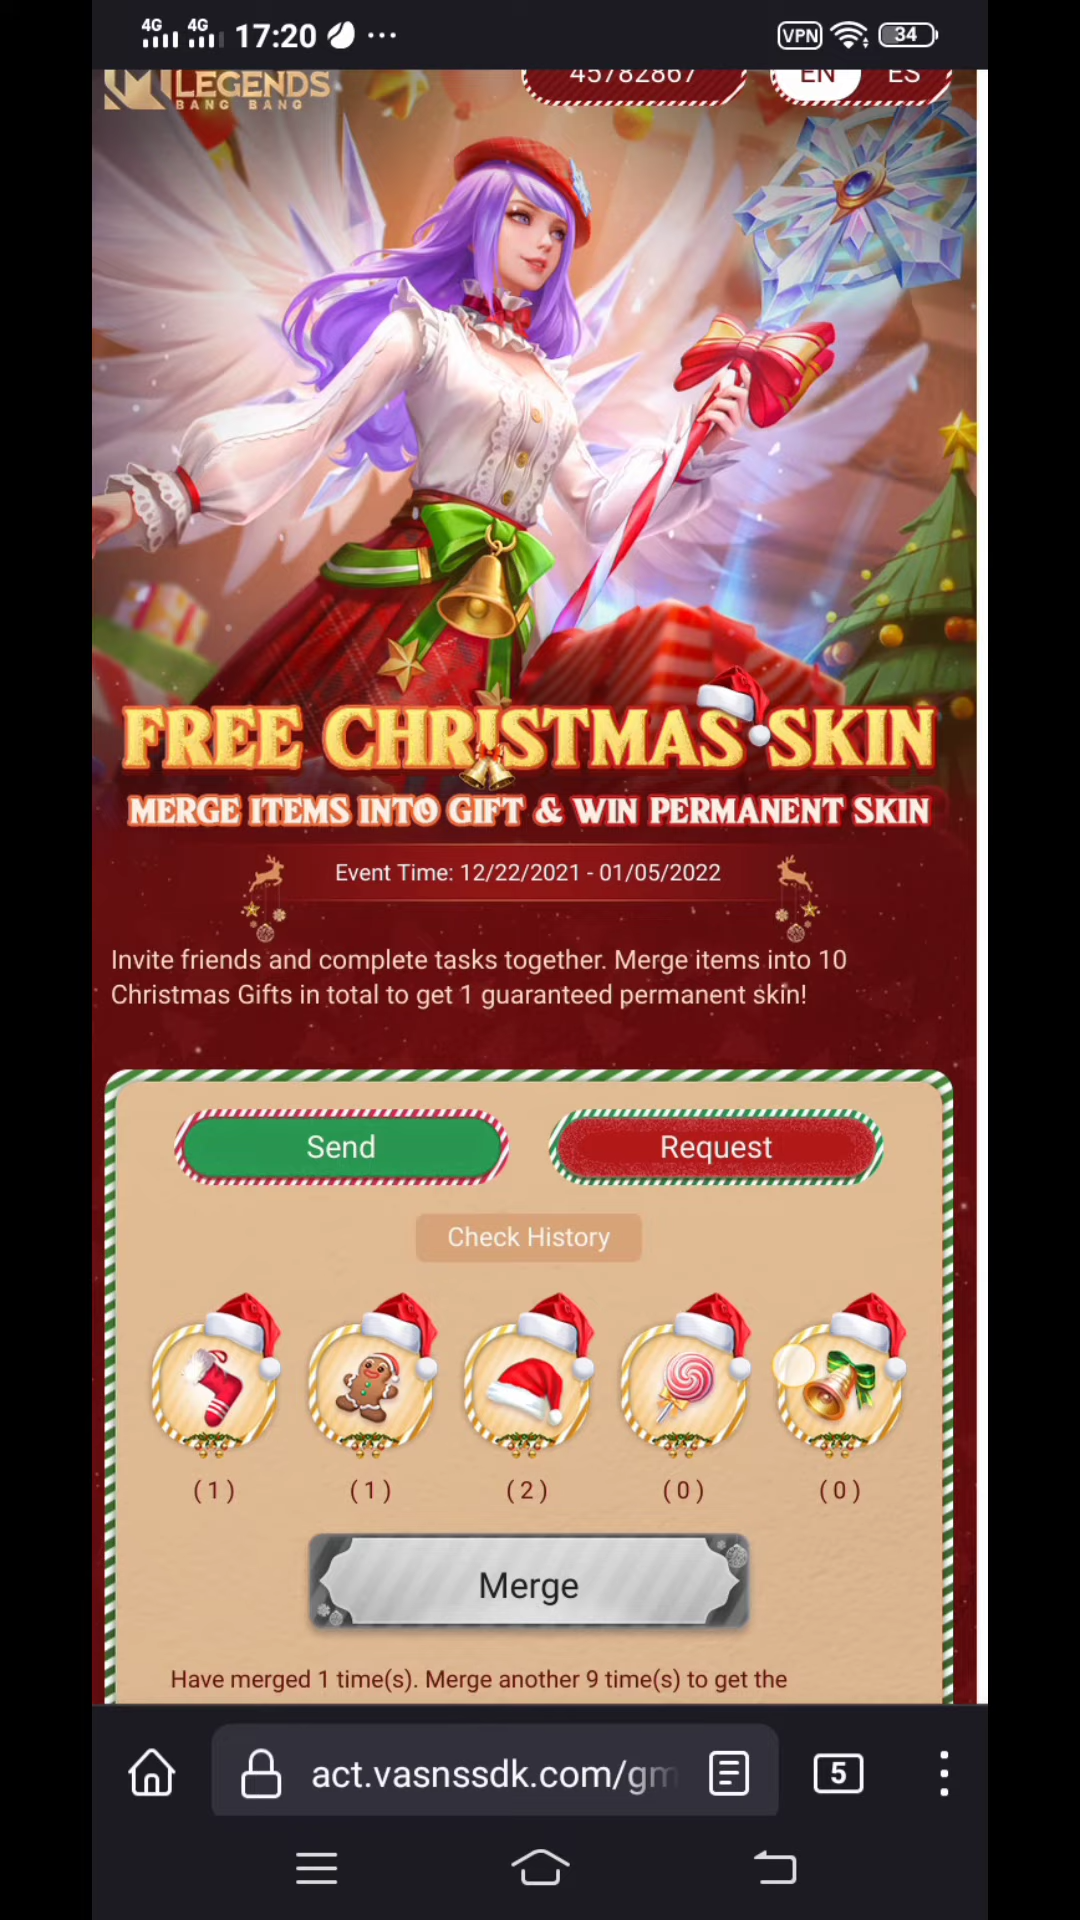 4G 4G 17:20 ... VPN 34
LEGENDS
BANG BANG
45782867
EN ES
FREE CHRISTMAS SKIN
MERGE ITEMS INTO GIFT & WIN PERMANENT SKIN
Event Time: 12/22/2021 - 01/05/2022
Invite friends and complete tasks together. Merge items into 10
Christmas Gifts in total to get 1 guaranteed permanent skin!
Send Request
Check History
(1) (1) (2) (0) (0)
Merge
Have merged 1 time(s). Merge another 9 time(s) to get the
act.vasnssdk.com/gm 5